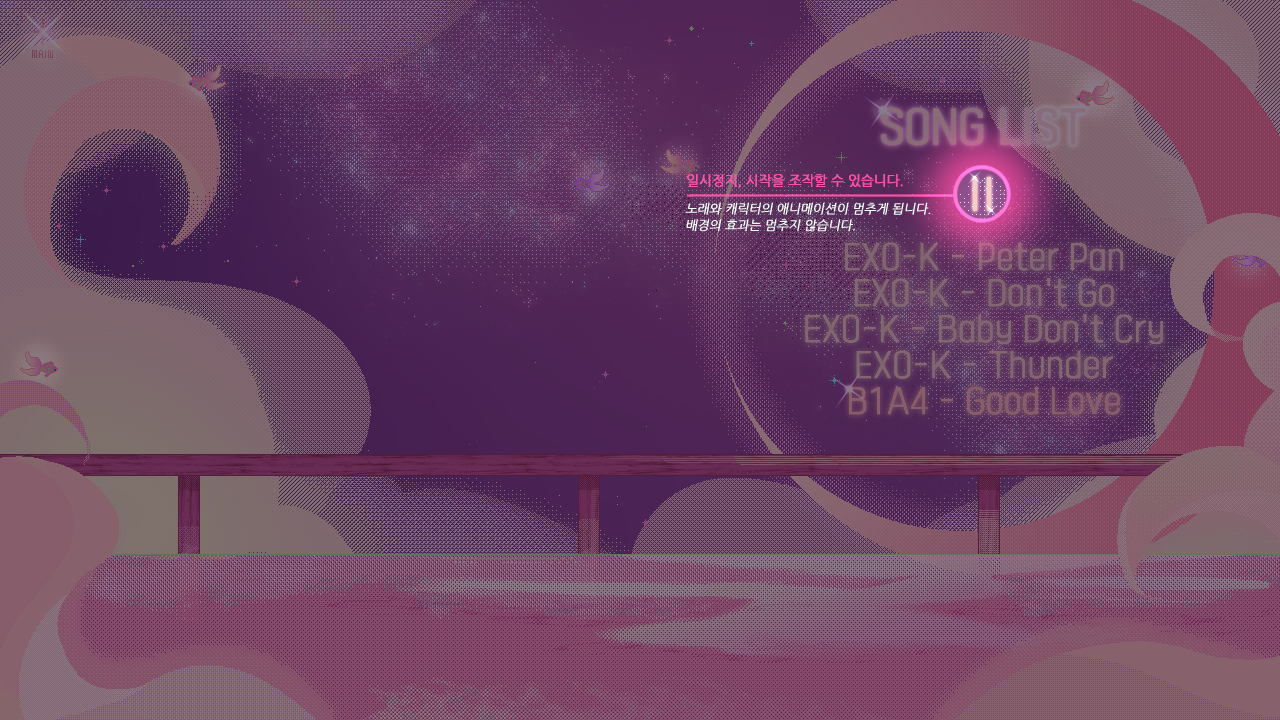 MAIN
SONG LIST
일시정지, 시작을 조작할 수 있습니다.
노래와 캐릭터의 애니메이션이 멈추게 됩니다.
배경의 효과는 멈추지 않습니다.
EXO-K - Peter Pan
EXO-K - Don't Go
EXO-K - Baby Don't Cry
EXO-K - Thunder
B1A4 - Good Love